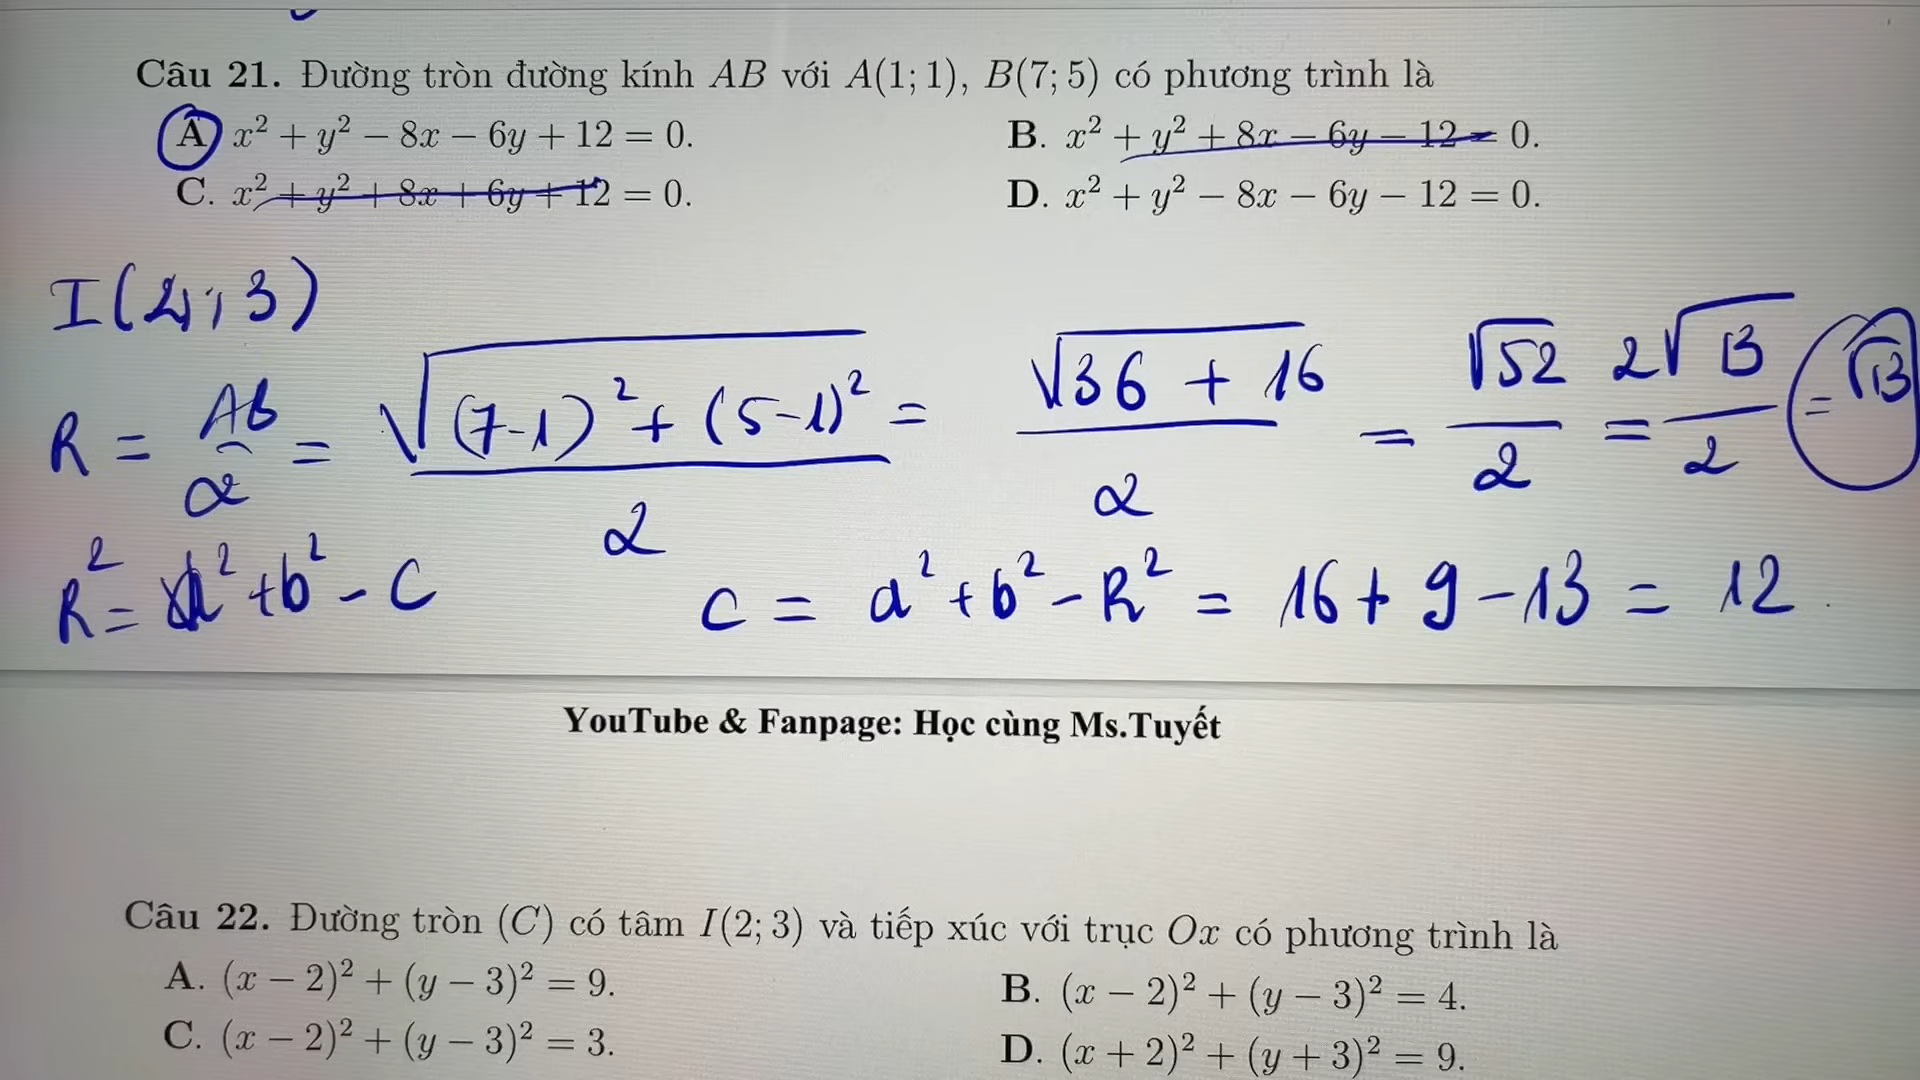 Câu 21. Đường tròn đường kính AB với A(1; 1), B(7; 5) có phương trình là
A x² + y² − 8x − 6y + 12 = 0. B. x² + y² + 8x − 6y − 12 = 0.
C. x² + y² + 8x + 6y + 12 = 0. D. x² + y² − 8x − 6y − 12 = 0.
I(4; 3)
R = AB/2 = √((7-1)² + (5-1)²)/2 = √(36 + 16)/2 = √52/2 = 2√13/2 = √13
R² = a² + b² - c c = a² + b² - R² = 16 + 9 - 13 = 12
YouTube & Fanpage: Học cùng Ms.Tuyết
Câu 22. Đường tròn (C) có tâm I(2; 3) và tiếp xúc với trục Ox có phương trình là
A. (x − 2)² + (y − 3)² = 9. B. (x − 2)² + (y − 3)² = 4.
C. (x − 2)² + (y − 3)² = 3. D. (x + 2)² + (y + 3)² = 9.